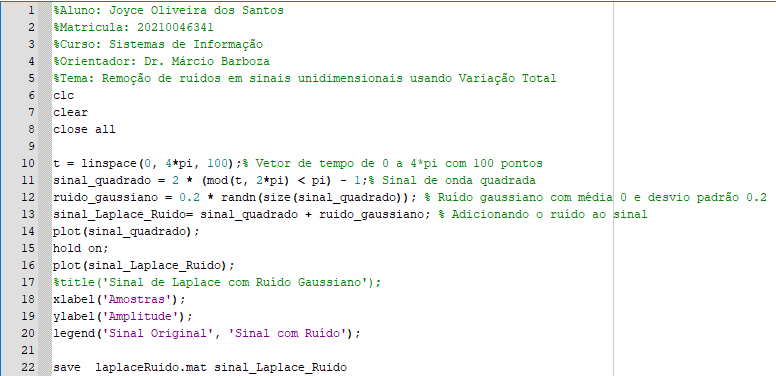 1 %Aluno: Joyce Oliveira dos Santos
2 %Matricula: 20210046341
3 %Curso: Sistemas de Informação
4 %Orientador: Dr. Márcio Barboza
5 %Tema: Remoção de ruídos em sinais unidimensionais usando Variação Total
6 clc
7 clear
8 close all
9
10 t = linspace(0, 4*pi, 100);% Vetor de tempo de 0 a 4*pi com 100 pontos
11 sinal_quadrado = 2 * (mod(t, 2*pi) < pi) - 1;% Sinal de onda quadrada
12 ruido_gaussiano = 0.2 * randn(size(sinal_quadrado)); % Ruído gaussiano com média 0 e desvio padrão 0.2
13 sinal_Laplace_Ruido= sinal_quadrado + ruido_gaussiano; % Adicionando o ruído ao sinal
14 plot(sinal_quadrado);
15 hold on;
16 plot(sinal_Laplace_Ruido);
17 %title('Sinal de Laplace com Ruído Gaussiano');
18 xlabel('Amostras');
19 ylabel('Amplitude');
20 legend('Sinal Original', 'Sinal com Ruído');
21
22 save  laplaceRuido.mat sinal_Laplace_Ruido